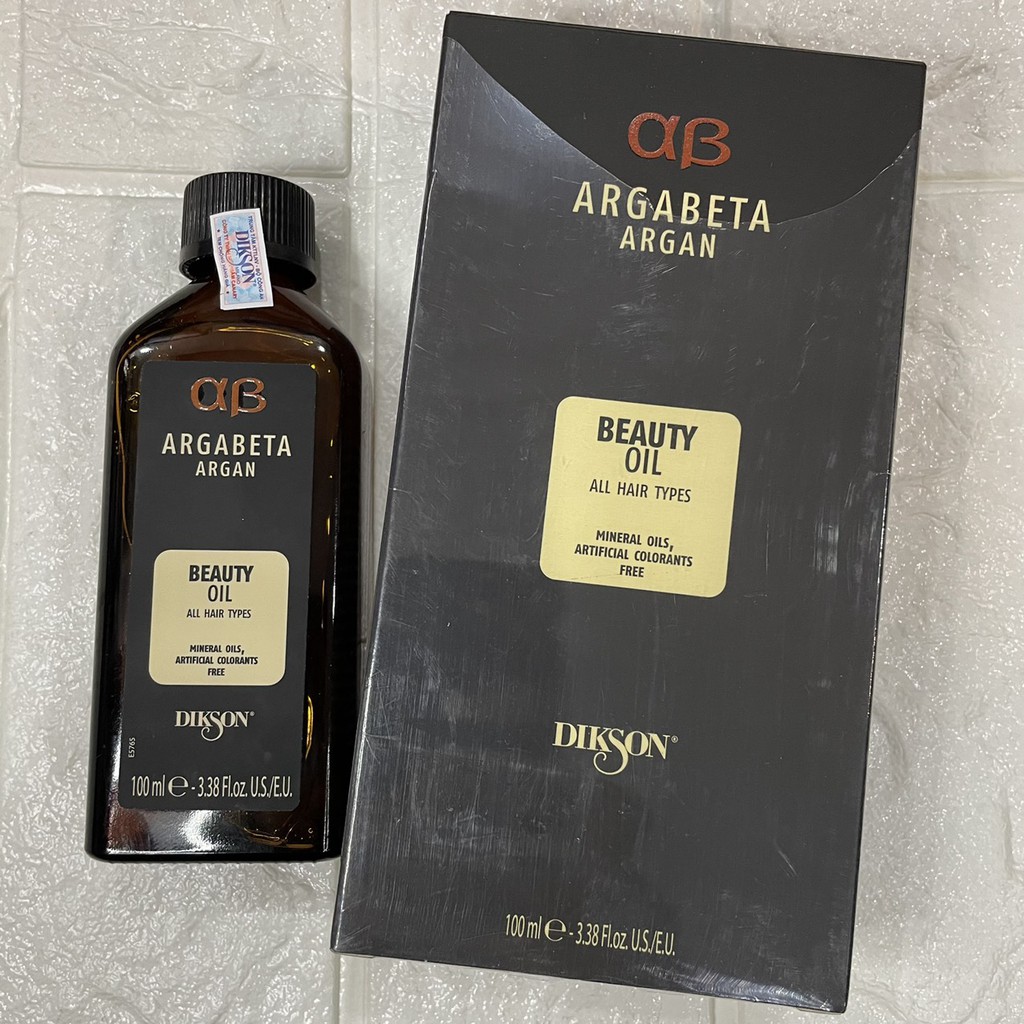 DIKSON
αβ
ARGABETA
ARGAN
BEAUTY
OIL
ALL HAIR TYPES
MINERAL OILS,
ARTIFICIAL COLORANTS
FREE
DIKSON®
E5765
100 ml e - 3.38 Fl.oz. U.S./E.U.
αβ
ARGABETA
ARGAN
BEAUTY
OIL
ALL HAIR TYPES
MINERAL OILS,
ARTIFICIAL COLORANTS
FREE
DIKSON®
100 ml e - 3.38 Fl.oz. U.S./E.U.